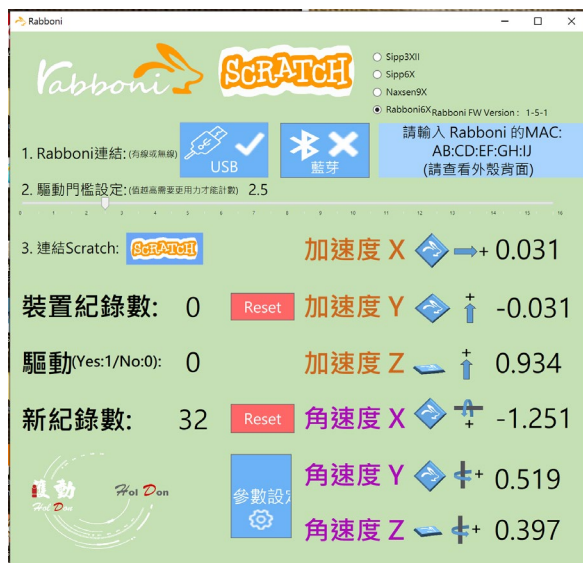 Rabboni
rabboni
SCRATCH
Sipp3XII
Sipp6X
Naxsen9X
Rabboni6X
Rabboni FW Version : 1-5-1
1. Rabboni連結: (有線或無線)
USB
藍芽
請輸入 Rabboni 的MAC:
AB:CD:EF:GH:IJ
(請查看外殼背面)
2. 驅動門檻設定: (值越高需要更用力才能計數) 2.5
0 1 2 3 4 5 6 7 8 9 10 11 12 13 14 15 16
3. 連結Scratch: SCRATCH
加速度 X + 0.031
裝置紀錄數: 0 Reset
加速度 Y + -0.031
驅動(Yes:1/No:0): 0
加速度 Z + 0.934
新紀錄數: 32 Reset
角速度 X + -1.251
動
Hol Don
Hol Don
參數設
角速度 Y + 0.519
角速度 Z + 0.397